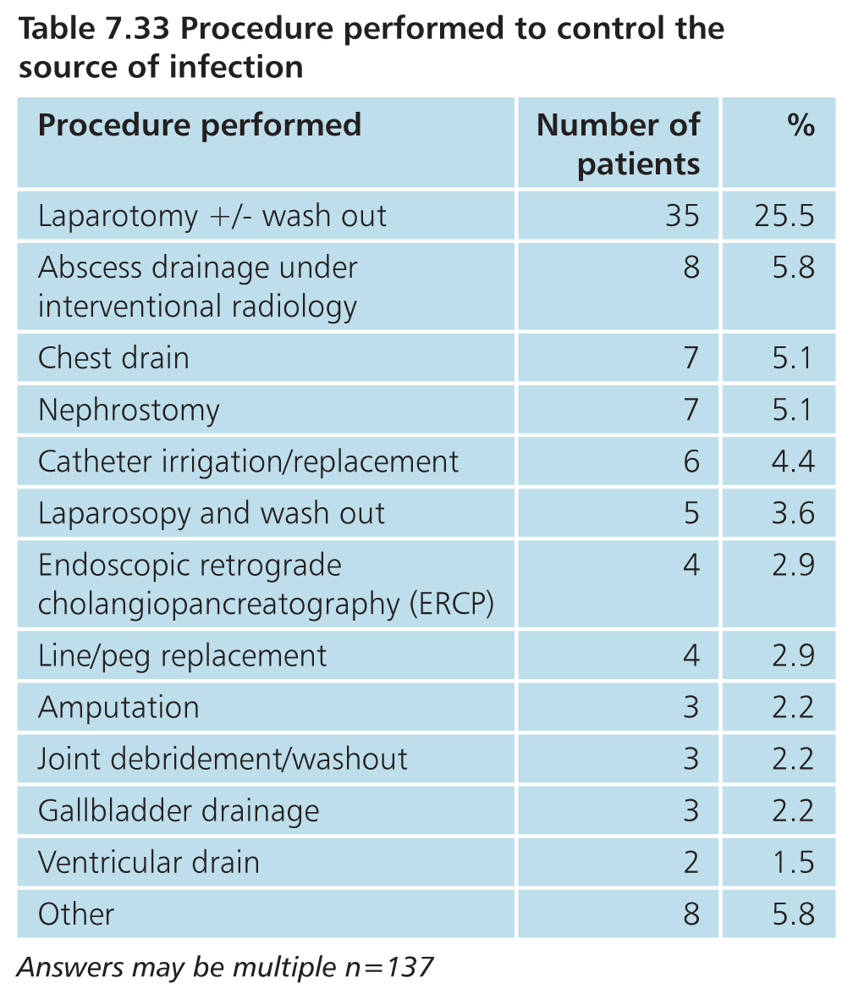 Table 7.33 Procedure performed to control the
source of infection
Procedure performed Number of patients %
Laparotomy +/- wash out 35 25.5
Abscess drainage under
interventional radiology 8 5.8
Chest drain 7 5.1
Nephrostomy 7 5.1
Catheter irrigation/replacement 6 4.4
Laparosopy and wash out 5 3.6
Endoscopic retrograde
cholangiopancreatography (ERCP) 4 2.9
Line/peg replacement 4 2.9
Amputation 3 2.2
Joint debridement/washout 3 2.2
Gallbladder drainage 3 2.2
Ventricular drain 2 1.5
Other 8 5.8
Answers may be multiple n=137